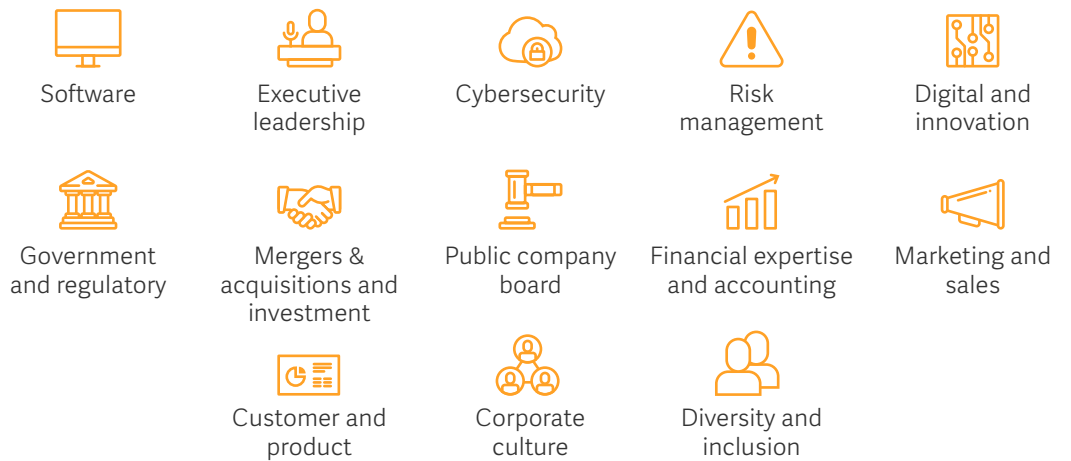 Software
Executive
leadership
Cybersecurity
Risk
management
Digital and
innovation
Government
and regulatory
Mergers &
acquisitions and
investment
Public company
board
Financial expertise
and accounting
Marketing and
sales
Customer and
product
Corporate
culture
Diversity and
inclusion